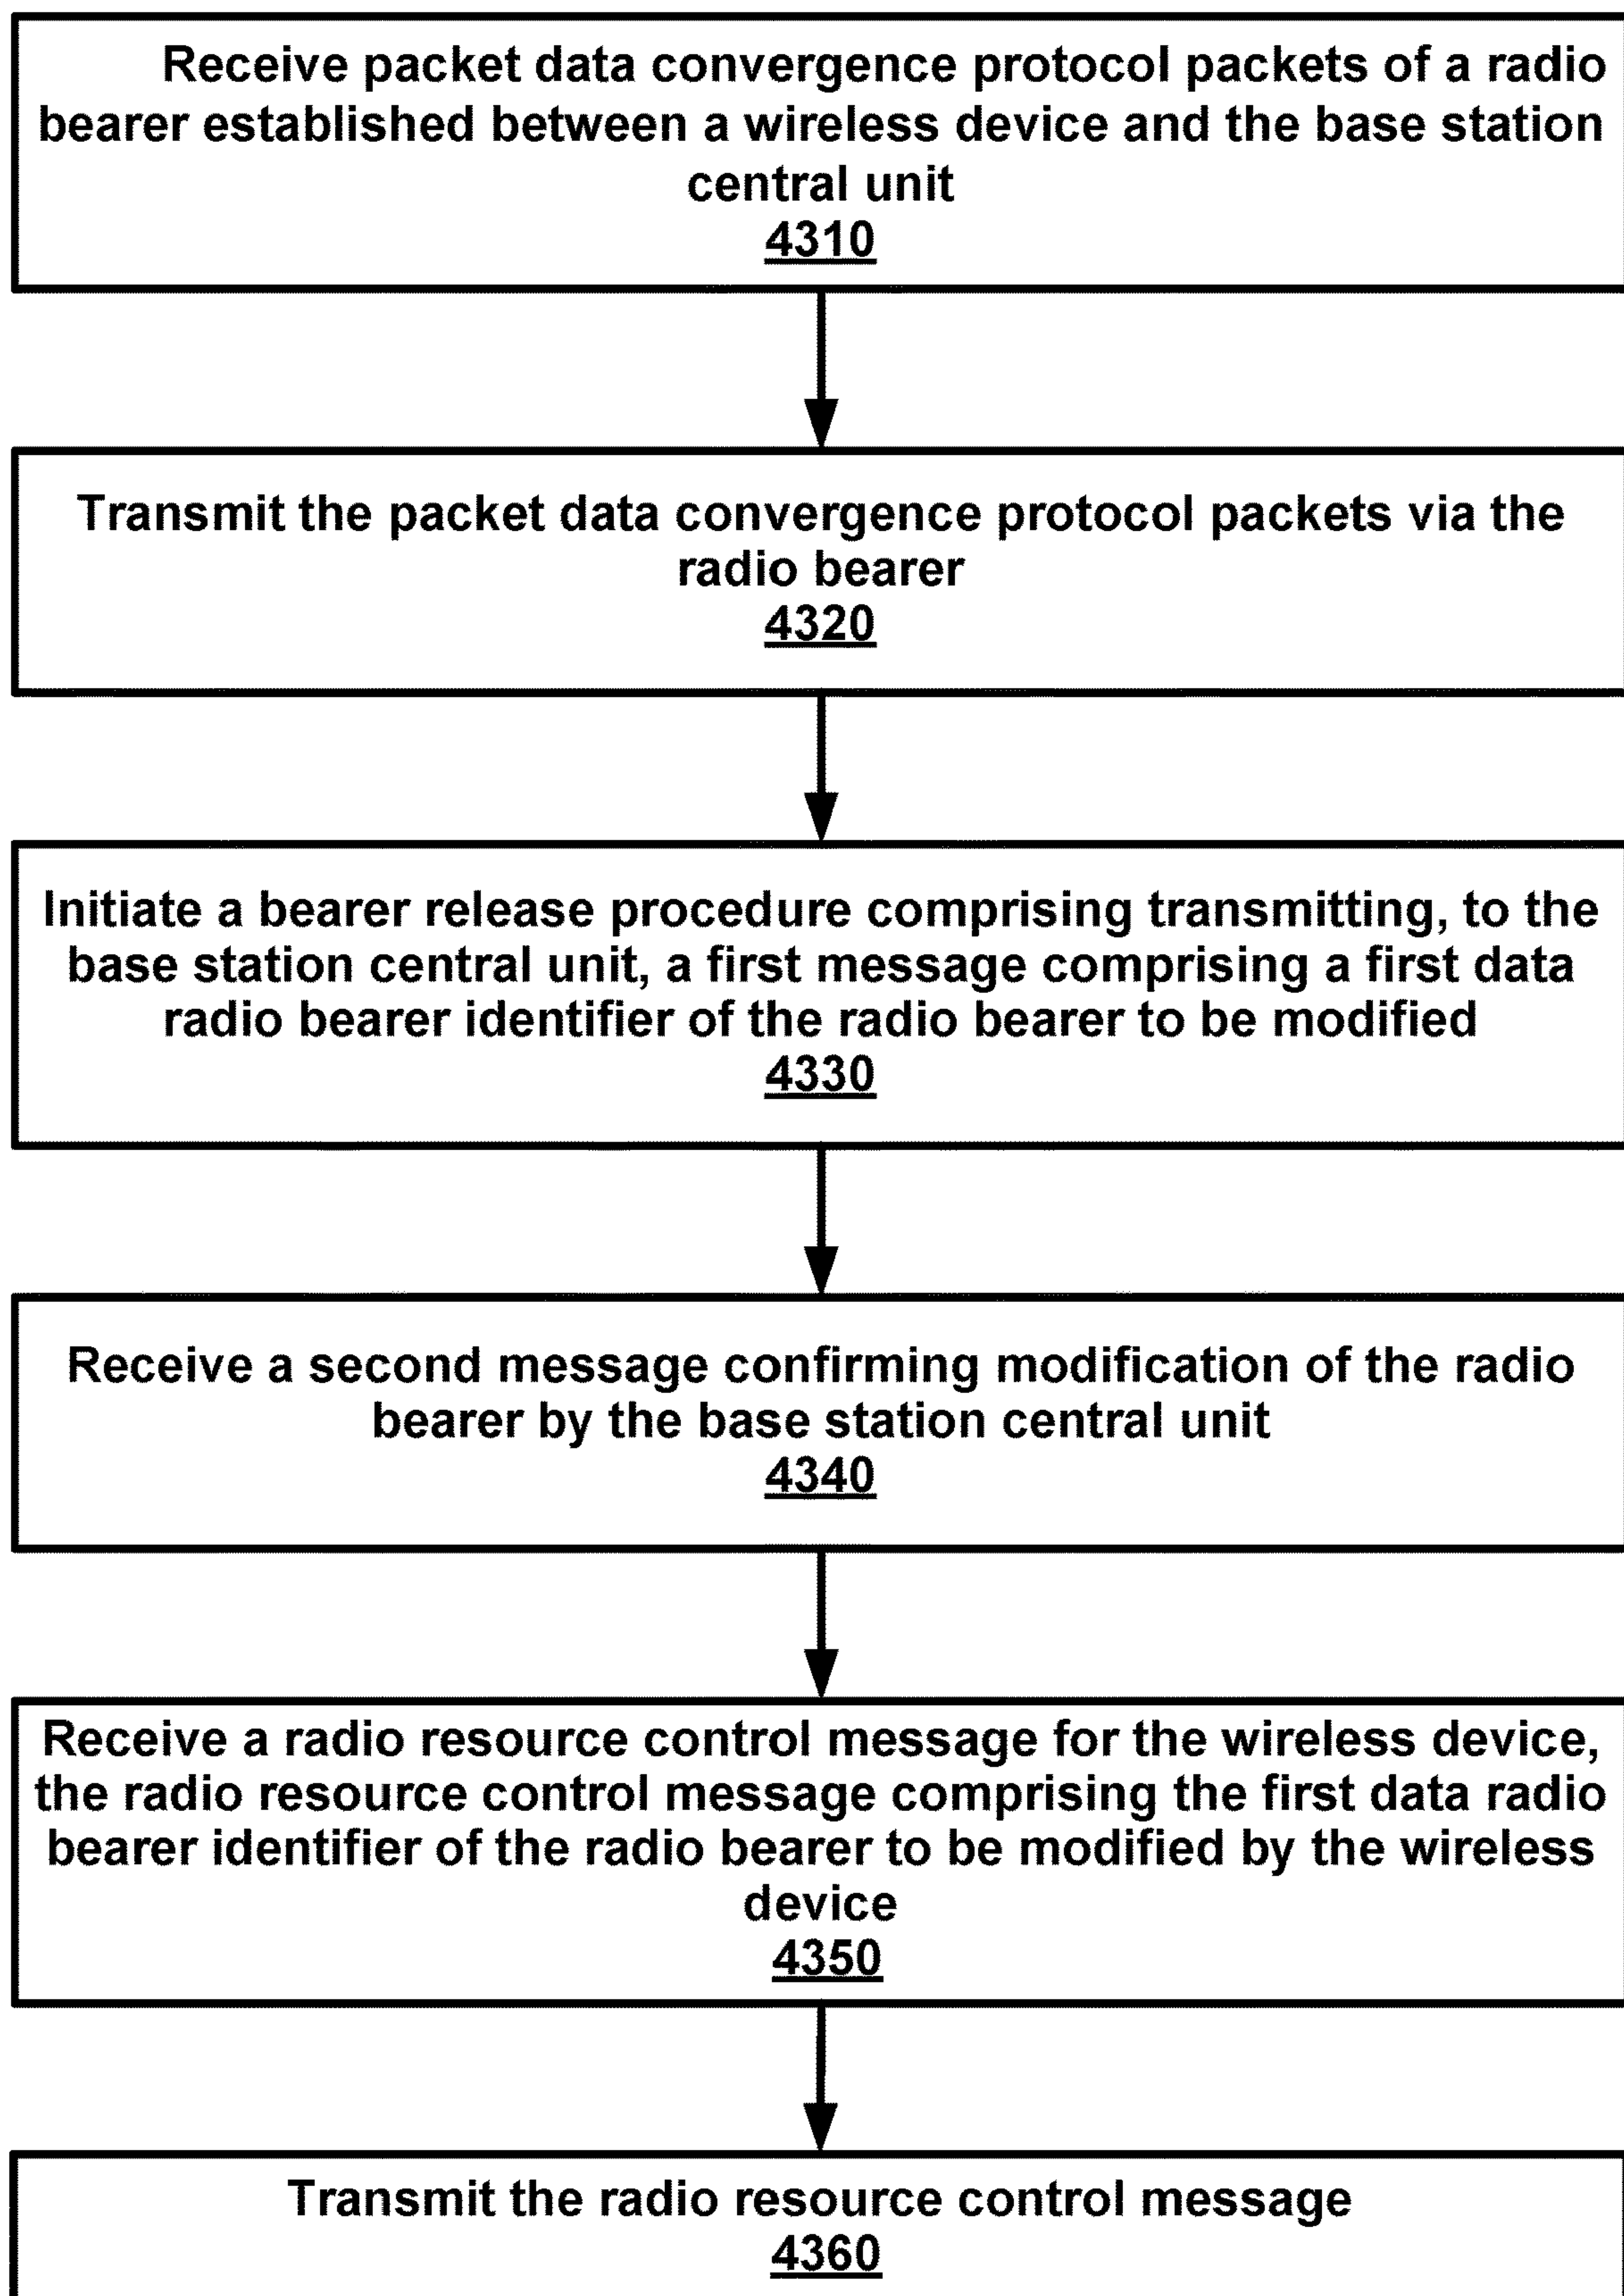 Receive packet data convergence protocol packets of a radio
bearer established between a wireless device and the base station
central unit
4310
Transmit the packet data convergence protocol packets via the
radio bearer
4320
Initiate a bearer release procedure comprising transmitting, to the
base station central unit, a first message comprising a first data
radio bearer identifier of the radio bearer to be modified
4330
Receive a second message confirming modification of the radio
bearer by the base station central unit
4340
Receive a radio resource control message for the wireless device,
the radio resource control message comprising the first data radio
bearer identifier of the radio bearer to be modified by the wireless
device
4350
Transmit the radio resource control message
4360